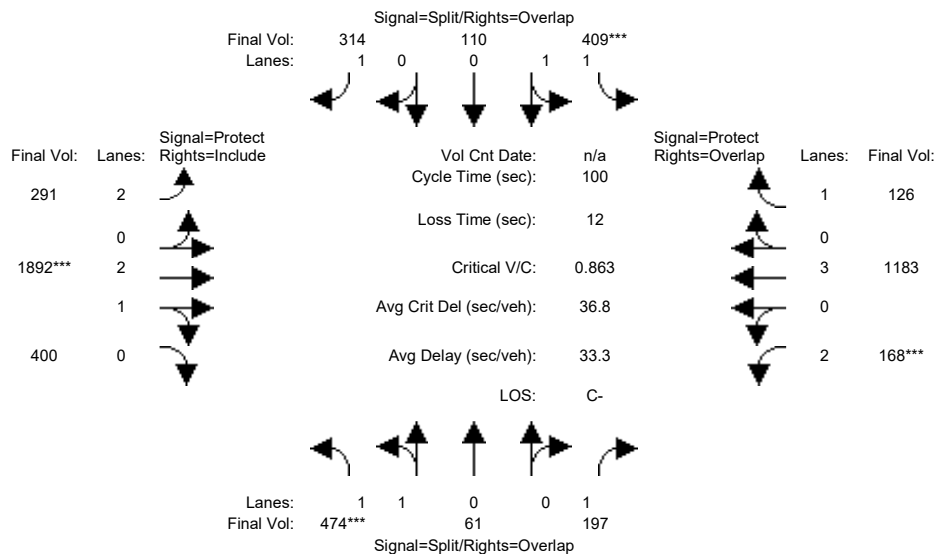 Signal=Split/Rights=Overlap
Final Vol: 314 110 409***
Lanes: 1 0 0 1 1
Signal=Protect Signal=Protect
Final Vol: Lanes: Rights=Include Vol Cnt Date: n/a Rights=Overlap Lanes: Final Vol:
Cycle Time (sec): 100
291 2 1 126
Loss Time (sec): 12
0 0
1892*** 2 Critical V/C: 0.863 3 1183
1 Avg Crit Del (sec/veh): 36.8 0
400 0 Avg Delay (sec/veh): 33.3 2 168***
LOS: C-
Lanes: 1 1 0 0 1
Final Vol: 474*** 61 197
Signal=Split/Rights=Overlap